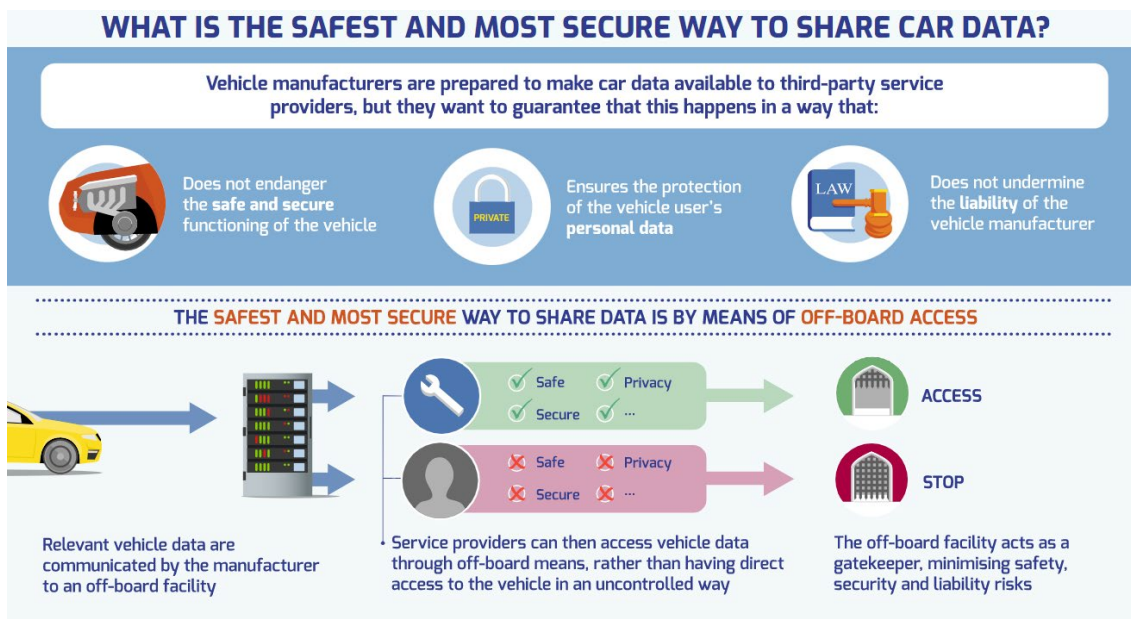 WHAT IS THE SAFEST AND MOST SECURE WAY TO SHARE CAR DATA?
Vehicle manufacturers are prepared to make car data available to third-party service
providers, but they want to guarantee that this happens in a way that:
Does not endanger
the safe and secure
functioning of the vehicle
PRIVATE
Ensures the protection
of the vehicle user's
personal data
LAW
Does not undermine
the liability of the
vehicle manufacturer
THE SAFEST AND MOST SECURE WAY TO SHARE DATA IS BY MEANS OF OFF-BOARD ACCESS
Safe
Privacy
Secure
...
ACCESS
Safe
Privacy
Secure
...
STOP
Relevant vehicle data are
communicated by the manufacturer
to an off-board facility
Service providers can then access vehicle data
through off-board means, rather than having direct
access to the vehicle in an uncontrolled way
The off-board facility acts as a
gatekeeper, minimising safety,
security and liability risks